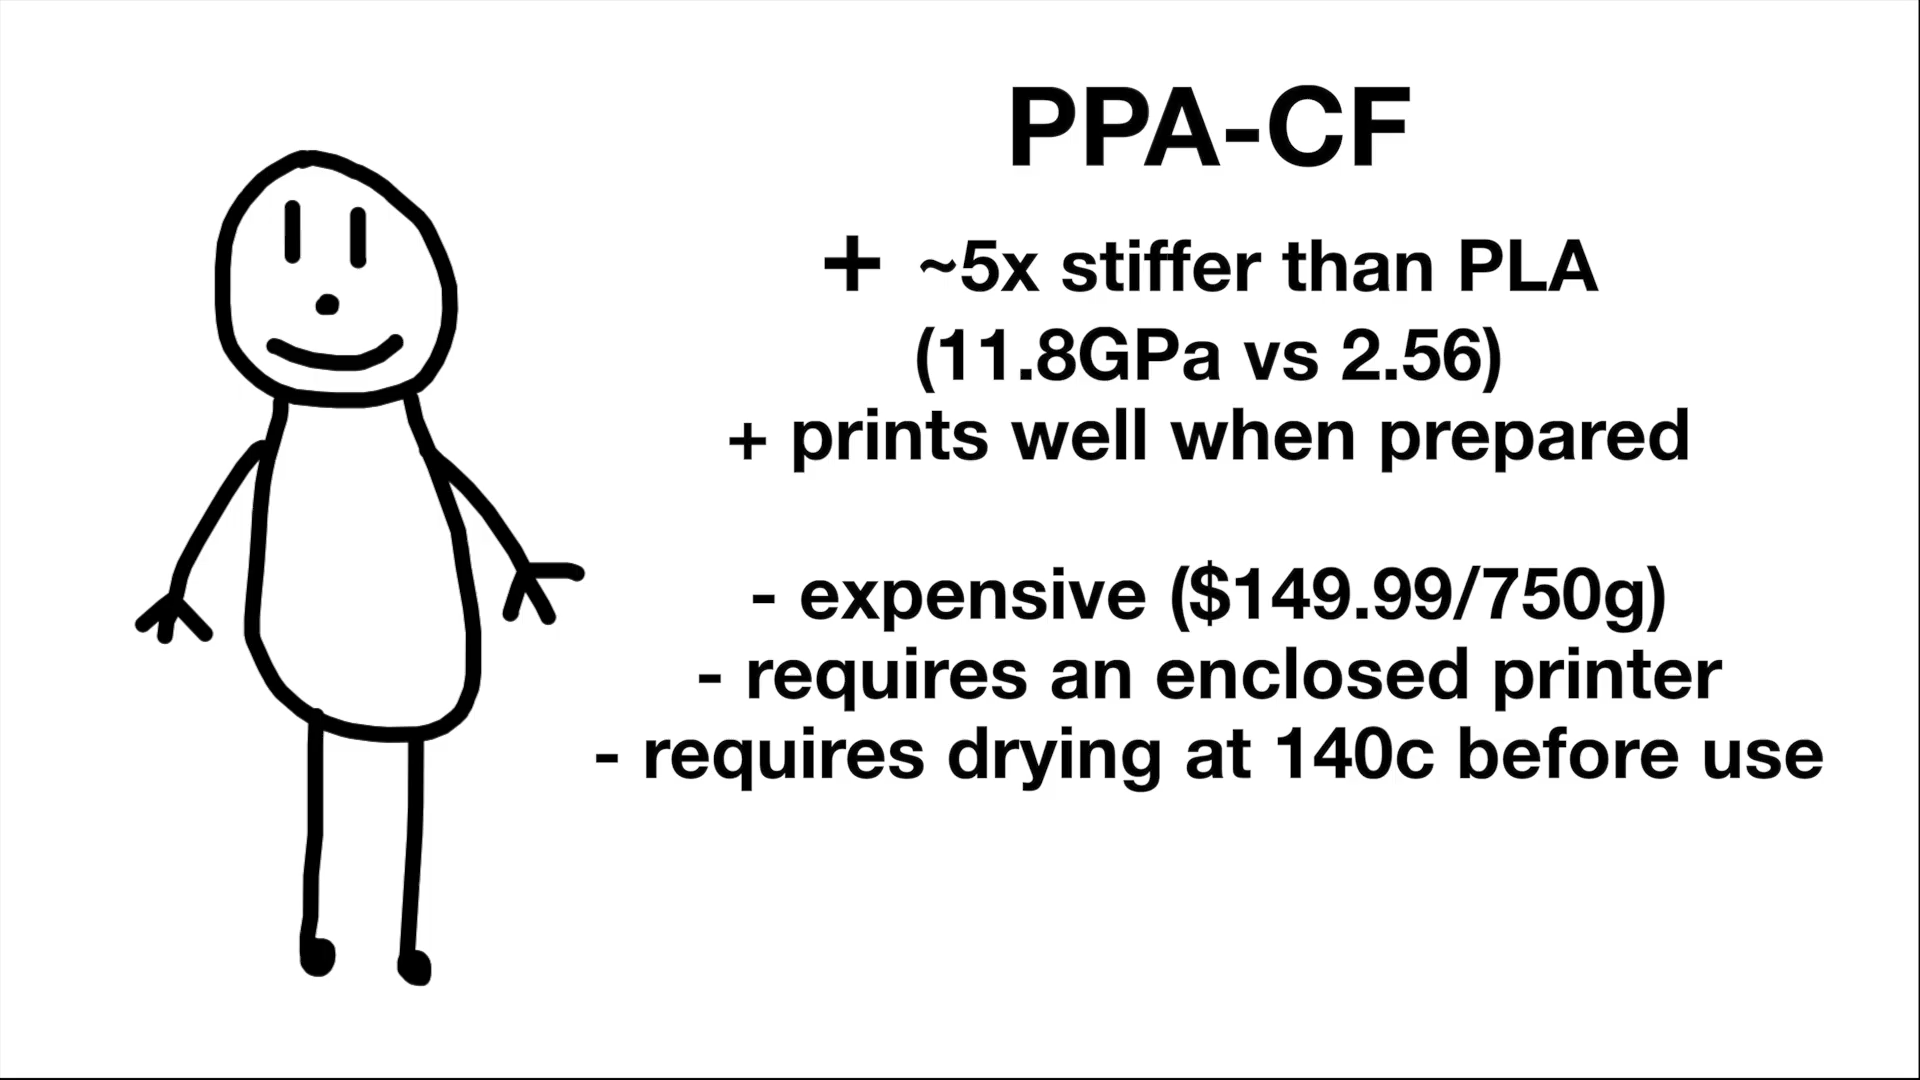 PPA-CF
+ ~5x stiffer than PLA
(11.8GPa vs 2.56)
+ prints well when prepared
- expensive ($149.99/750g)
- requires an enclosed printer
- requires drying at 140c before use